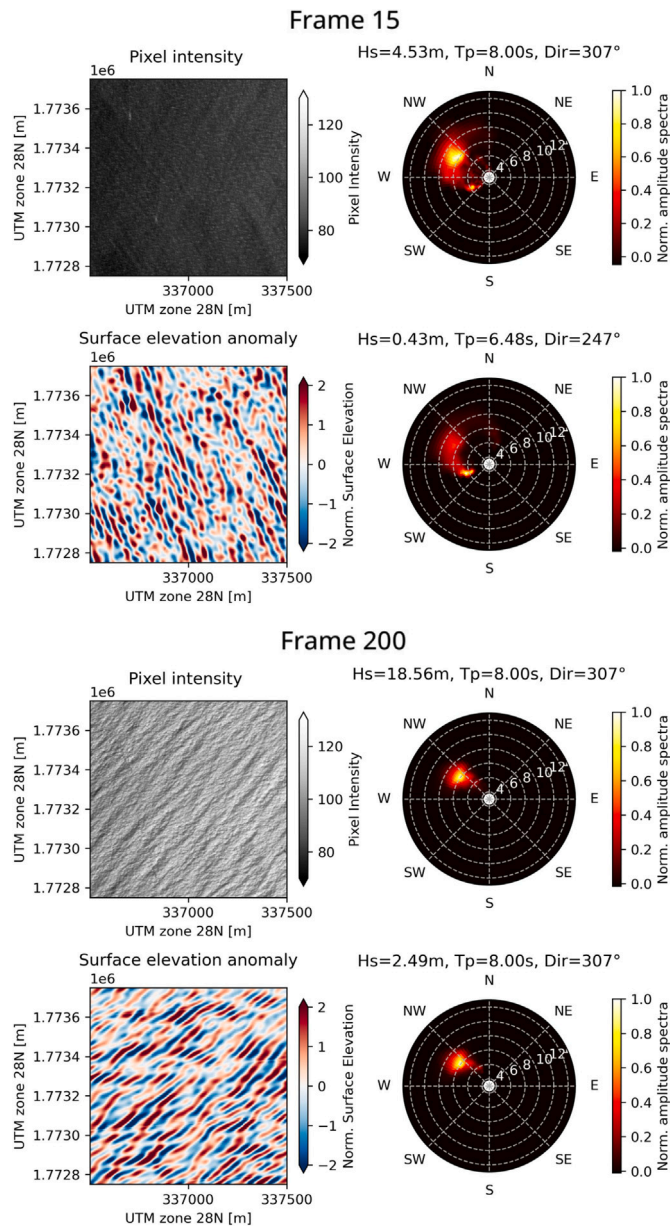 Frame 15
Pixel intensity
1e6
1.7736
1.7734
1.7732
1.7730
1.7728
UTM zone 28N [m]
337000
337500
UTM zone 28N [m]
120
100
80
Pixel Intensity
Hs=4.53m, Tp=8.00s, Dir=307°
N
NW
NE
W
E
SW
SE
S
4 6 8 10 12
1.0
0.8
0.6
0.4
0.2
0.0
Norm. amplitude spectra
Surface elevation anomaly
1e6
1.7736
1.7734
1.7732
1.7730
1.7728
UTM zone 28N [m]
337000
337500
UTM zone 28N [m]
2
1
0
−1
−2
Norm. Surface Elevation
Hs=0.43m, Tp=6.48s, Dir=247°
N
NW
NE
W
E
SW
SE
S
4 6 8 10 12
1.0
0.8
0.6
0.4
0.2
0.0
Norm. amplitude spectra
Frame 200
Pixel intensity
1e6
1.7736
1.7734
1.7732
1.7730
1.7728
UTM zone 28N [m]
337000
337500
UTM zone 28N [m]
120
100
80
Pixel Intensity
Hs=18.56m, Tp=8.00s, Dir=307°
N
NW
NE
W
E
SW
SE
S
4 6 8 10 12
1.0
0.8
0.6
0.4
0.2
0.0
Norm. amplitude spectra
Surface elevation anomaly
1e6
1.7736
1.7734
1.7732
1.7730
1.7728
UTM zone 28N [m]
337000
337500
UTM zone 28N [m]
2
1
0
−1
−2
Norm. Surface Elevation
Hs=2.49m, Tp=8.00s, Dir=307°
N
NW
NE
W
E
SW
SE
S
4 6 8 10 12
1.0
0.8
0.6
0.4
0.2
0.0
Norm. amplitude spectra